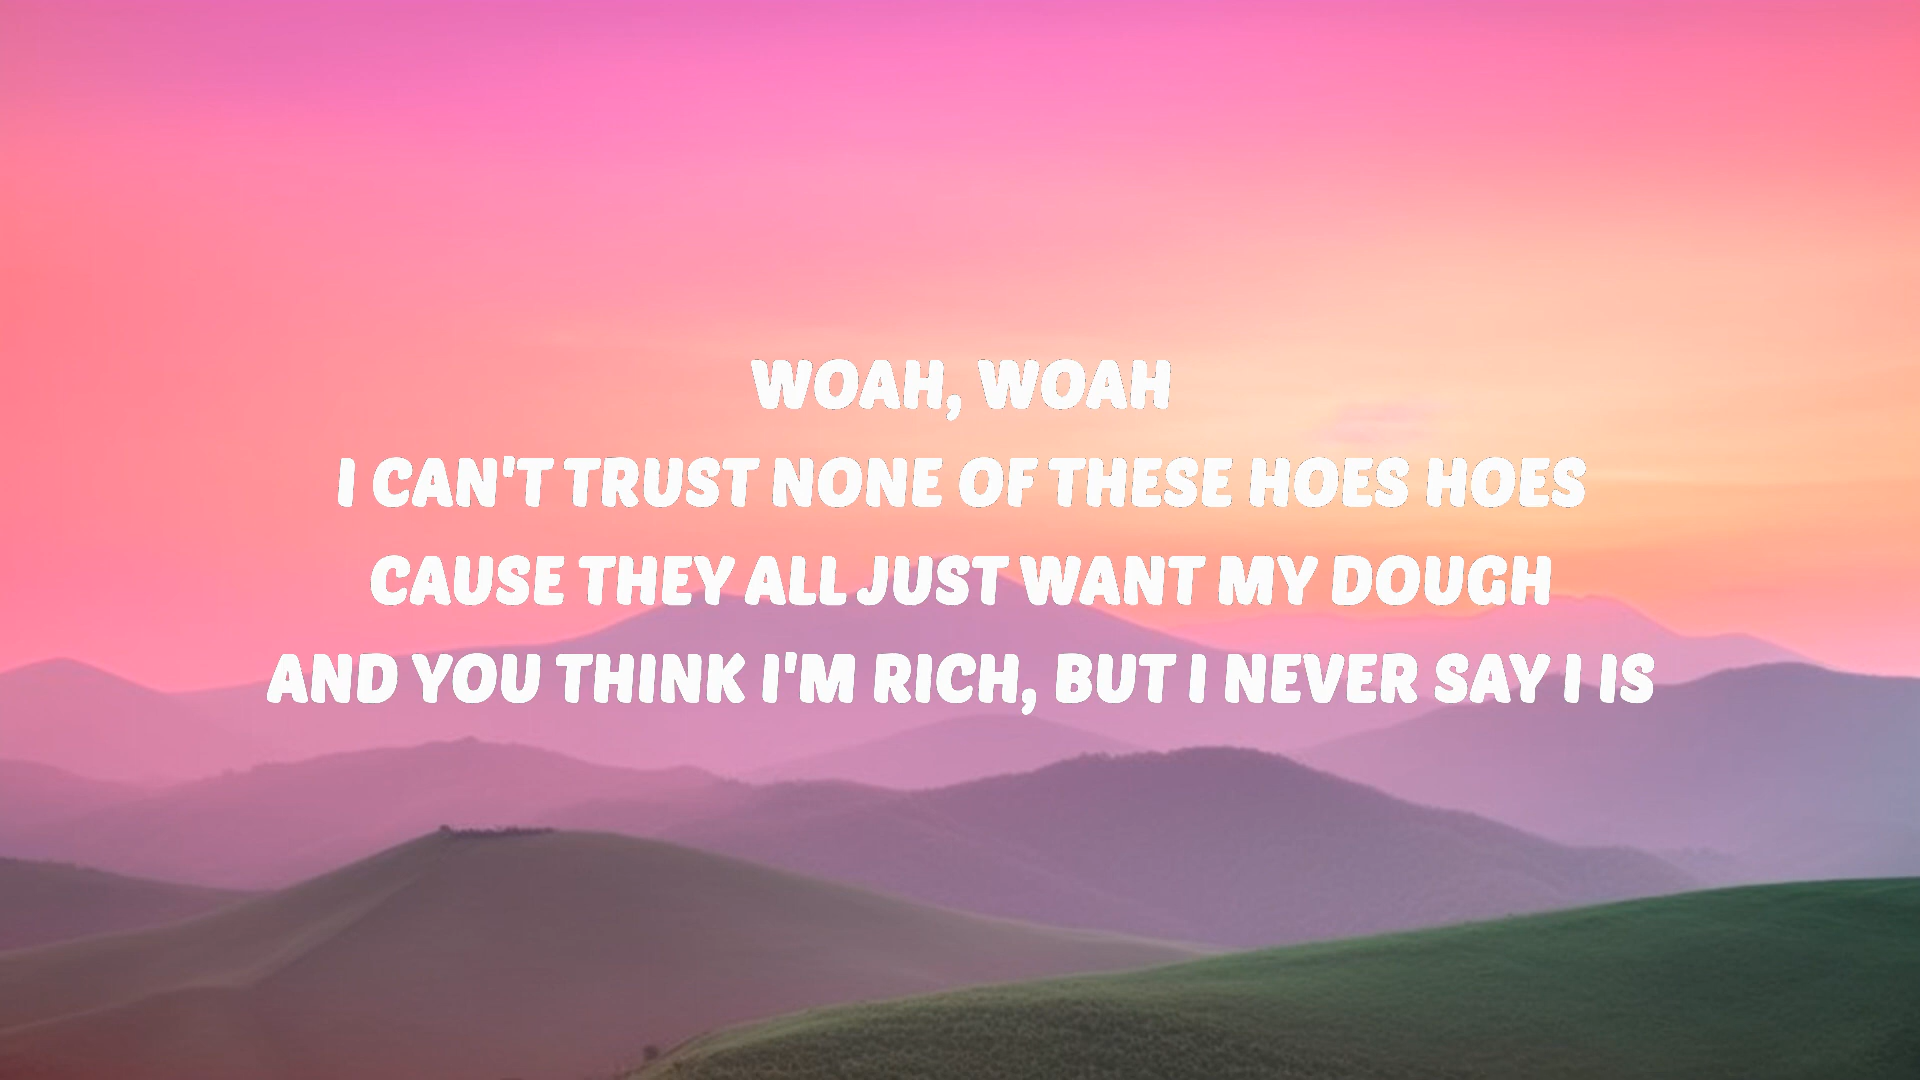 WOAH, WOAH
I CAN'T TRUST NONE OF THESE HOES HOES
CAUSE THEY ALL JUST WANT MY DOUGH
AND YOU THINK I'M RICH, BUT I NEVER SAY I IS